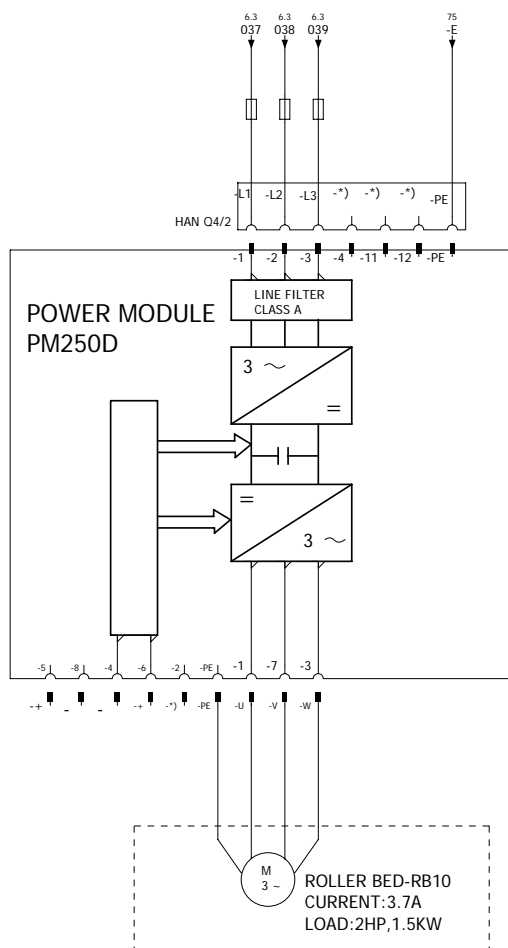 6.3 6.3 6.3 75
037 038 039 -E
-L1 -L2 -L3 -*) -*) -*) -PE
HAN Q4/2
-1 -2 -3 -4 -11 -12 -PE
LINE FILTER
CLASS A
POWER MODULE
PM250D
3 ~
=
=
3 ~
-5 -8 -4 -6 -2 -PE -1 -7 -3
-+ - - -+ -*) -PE -U -V -W
M
3 ~
ROLLER BED-RB10
CURRENT:3.7A
LOAD:2HP,1.5KW